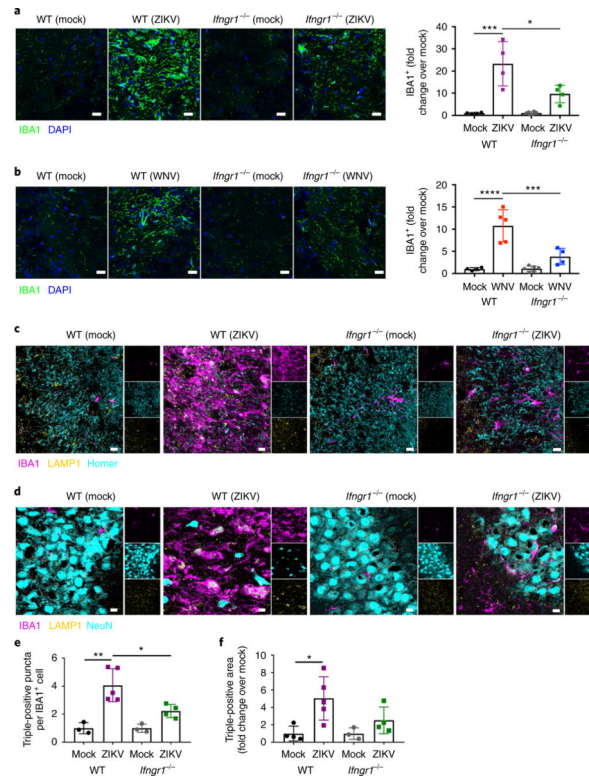 a
WT (mock) WT (ZIKV) Ifngr1–/– (mock) Ifngr1–/– (ZIKV)
IBA1 DAPI
IBA1+ (fold
change over mock)
40
30
20
10
0
*** *
Mock ZIKV Mock ZIKV
WT Ifngr1–/–
b
WT (mock) WT (WNV) Ifngr1–/– (mock) Ifngr1–/– (WNV)
IBA1 DAPI
IBA1+ (fold
change over mock)
20
15
10
5
0
**** ***
Mock WNV Mock WNV
WT Ifngr1–/–
c
WT (mock) WT (ZIKV) Ifngr1–/– (mock) Ifngr1–/– (ZIKV)
IBA1 LAMP1 Homer
d
WT (mock) WT (ZIKV) Ifngr1–/– (mock) Ifngr1–/– (ZIKV)
IBA1 LAMP1 NeuN
e
Triple-positive puncta
per IBA1+ cell
6
4
2
0
** *
Mock ZIKV Mock ZIKV
WT Ifngr1–/–
f
Triple-positive area
(fold change over mock)
10
8
6
4
2
0
*
Mock ZIKV Mock ZIKV
WT Ifngr1–/–